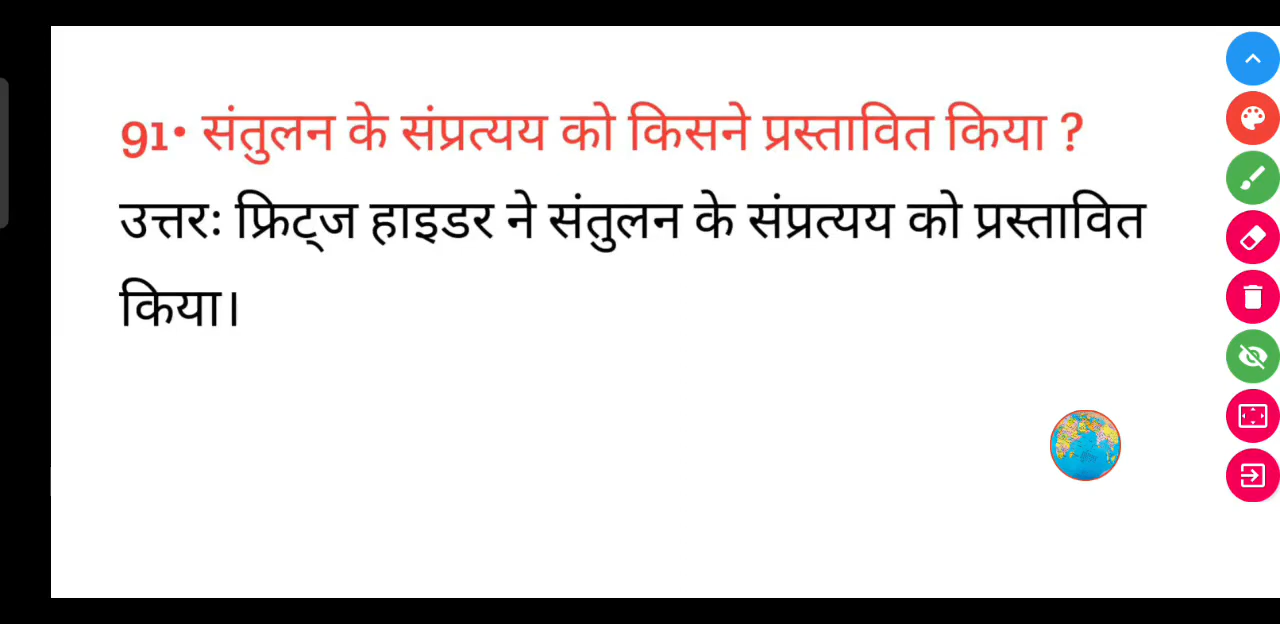 91• संतुलन के संप्रत्यय को किसने प्रस्तावित किया ?
उत्तरः फ्रिट्ज हाइडर ने संतुलन के संप्रत्यय को प्रस्तावित
किया।